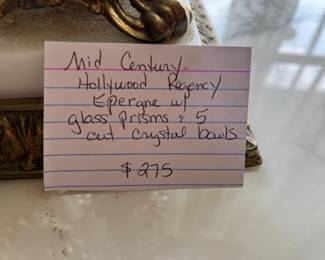 Mid Century-
Hollywood Regency
Epergne w/
glass prisms & 5
cut crystal bowls
$275